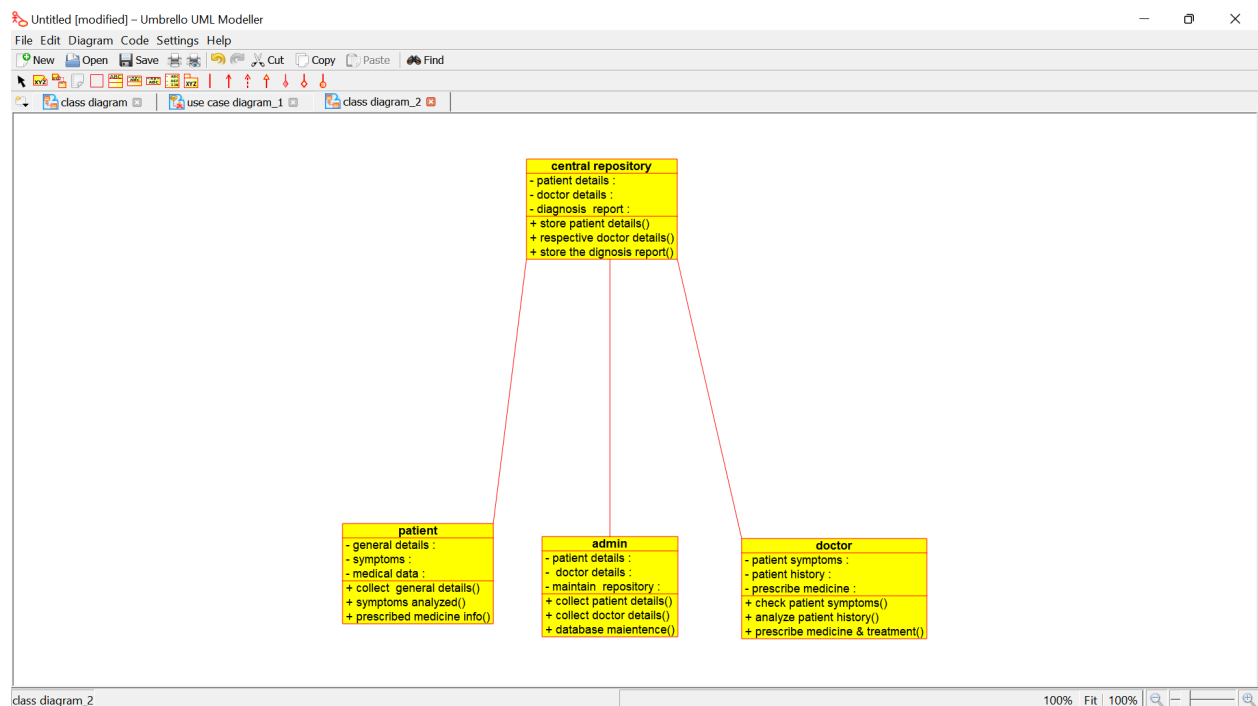 Untitled [modified] – Umbrello UML Modeller
File Edit Diagram Code Settings Help
New Open Save Cut Copy Paste Find
class diagram use case diagram_1 class diagram_2
central repository
- patient details :
- doctor details :
- diagnosis report :
+ store patient details()
+ respective doctor details()
+ store the dignosis report()
patient
- general details :
- symptoms :
- medical data :
+ collect general details()
+ symptoms analyzed()
+ prescribed medicine info()
admin
- patient details :
- doctor details :
- maintain repository :
+ collect patient details()
+ collect doctor details()
+ database maientence()
doctor
- patient symptoms :
- patient history :
- prescribe medicine :
+ check patient symptoms()
+ analyze patient history()
+ prescribe medicine & treatment()
class diagram_2 100% Fit 100%